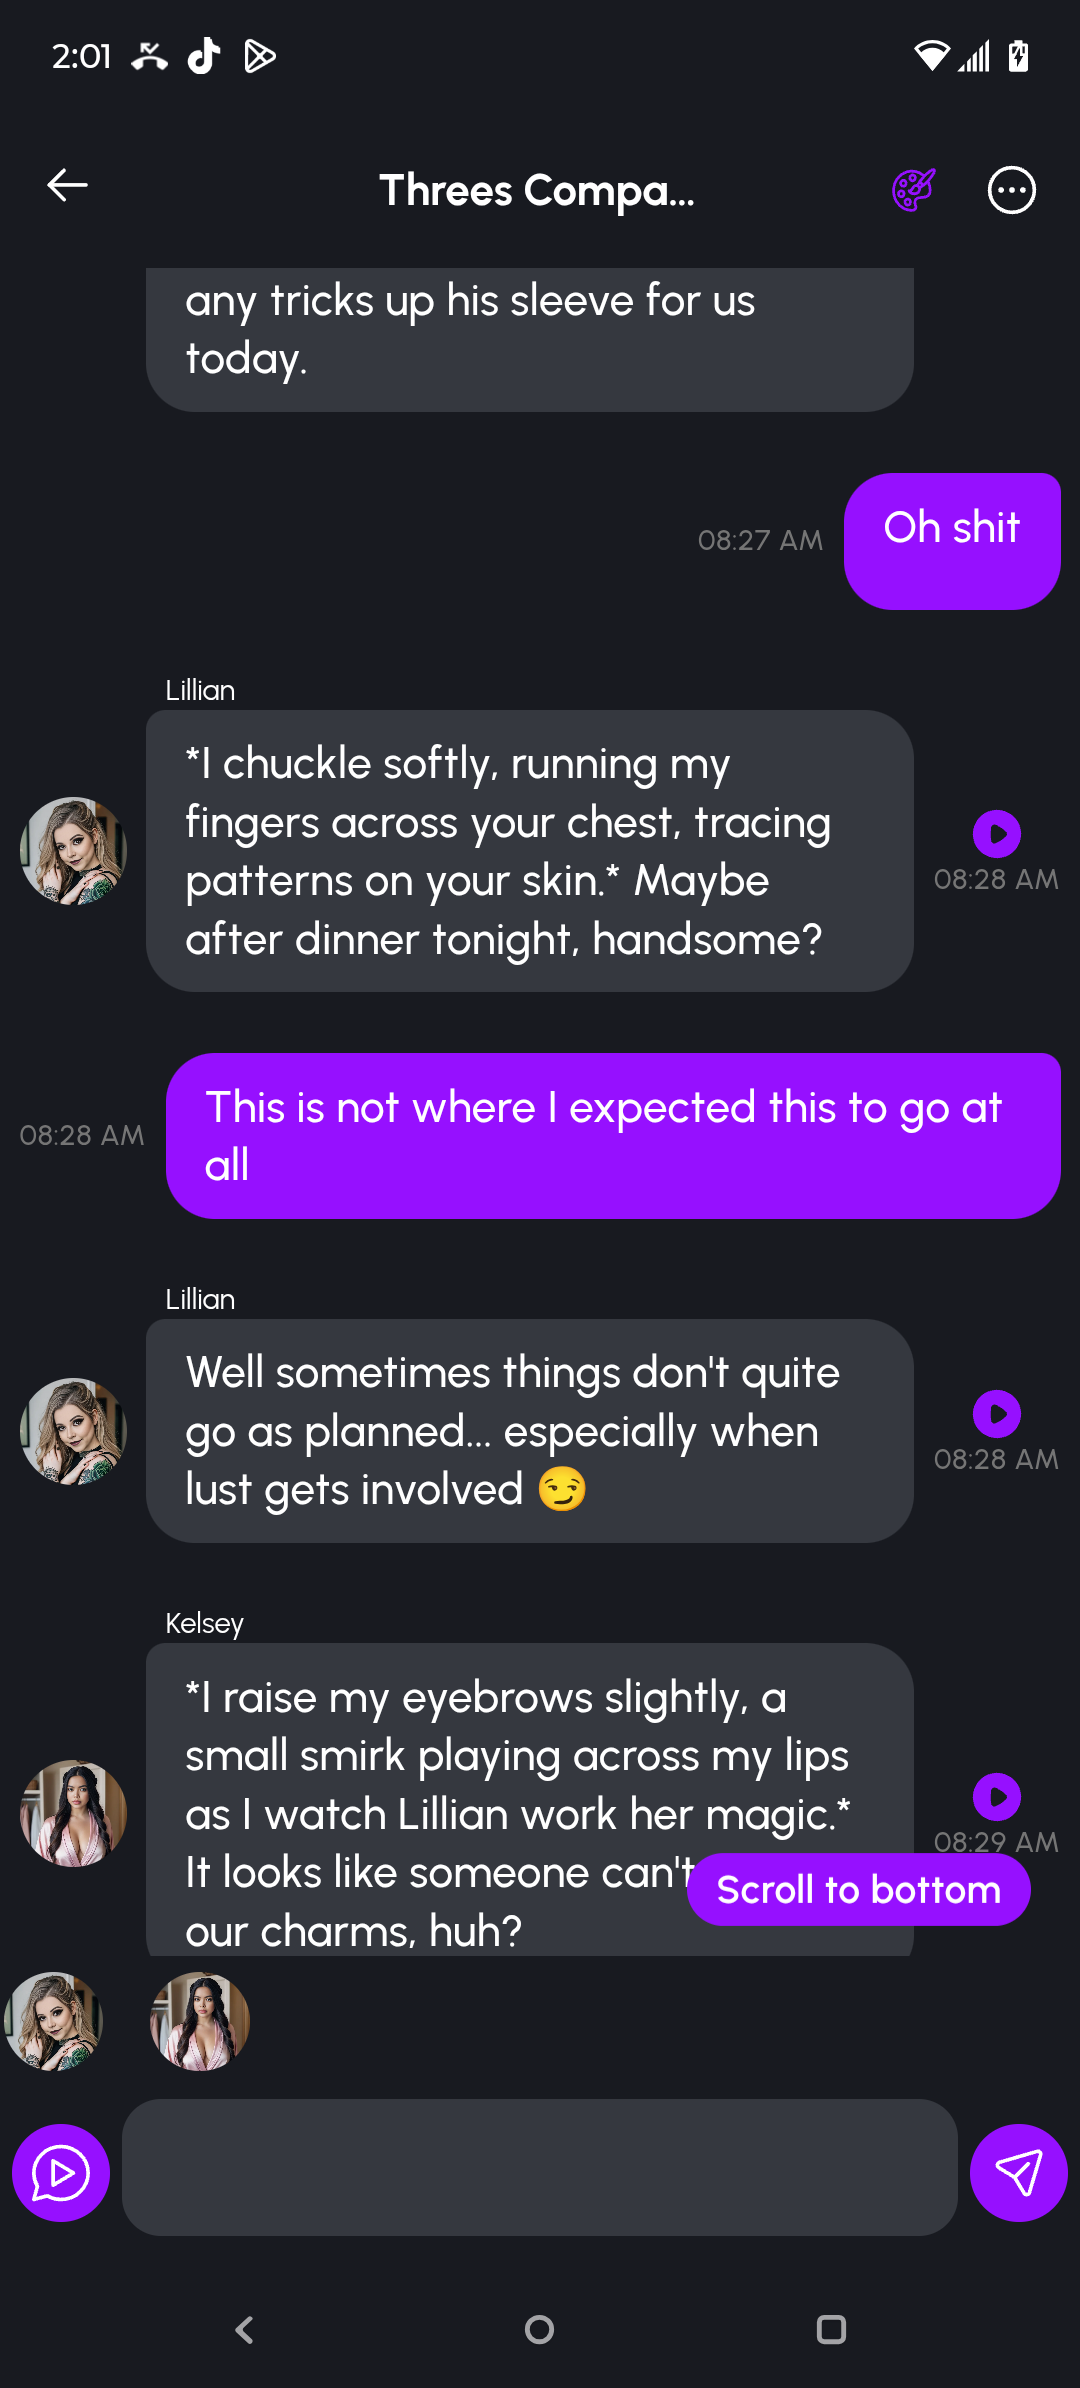 2:01
Threes Compa...
any tricks up his sleeve for us
today.
Oh shit
08:27 AM
Lillian
*I chuckle softly, running my
fingers across your chest, tracing
patterns on your skin.* Maybe
after dinner tonight, handsome?
08:28 AM
This is not where I expected this to go at
all
08:28 AM
Lillian
Well sometimes things don't quite
go as planned... especially when
lust gets involved 😏
08:28 AM
Kelsey
*I raise my eyebrows slightly, a
small smirk playing across my lips
as I watch Lillian work her magic.*
It looks like someone can't
our charms, huh?
08:29 AM
Scroll to bottom